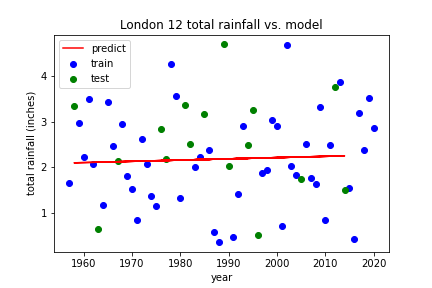 London 12 total rainfall vs. model
predict
train
test
total rainfall (inches)
4
3
2
1
1960 1970 1980 1990 2000 2010 2020
year